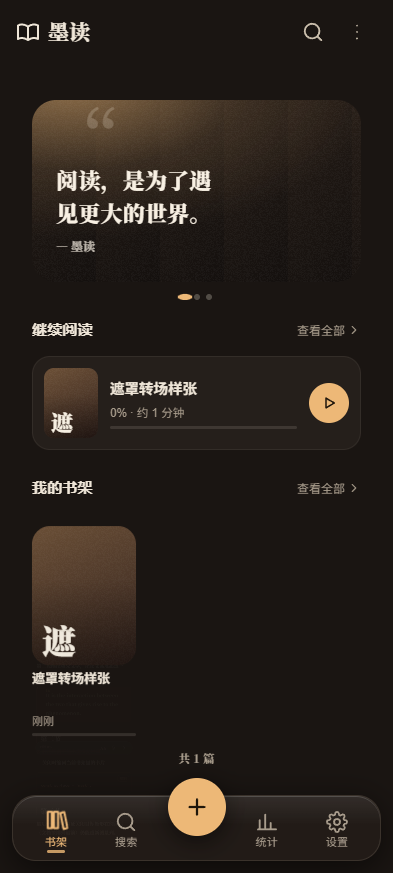 墨读
“
阅读，是为了遇
见更大的世界。
— 墨读
继续阅读
查看全部
遮
遮罩转场样张
0% · 约 1 分钟
我的书架
查看全部
遮
遮罩转场样张
刚刚
共 1 篇
书架
搜索
统计
设置